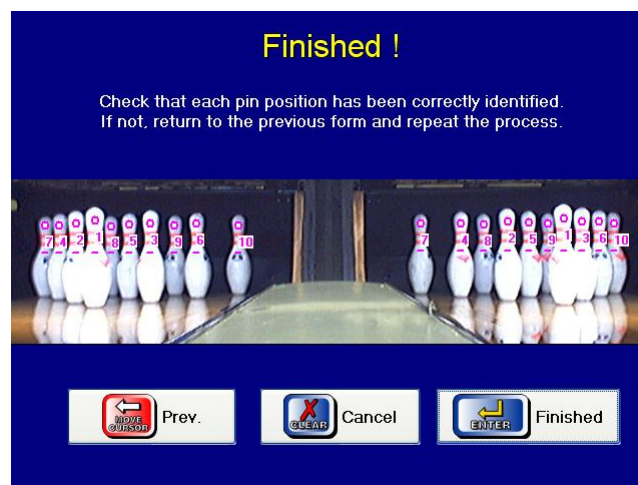 Finished !
Check that each pin position has been correctly identified.
If not, return to the previous form and repeat the process.
7 4 2 1 8 5 3 9 6 10
7 4 8 2 5 9 1 3 6 10
MOVE CURSOR Prev.
CLEAR Cancel
ENTER Finished